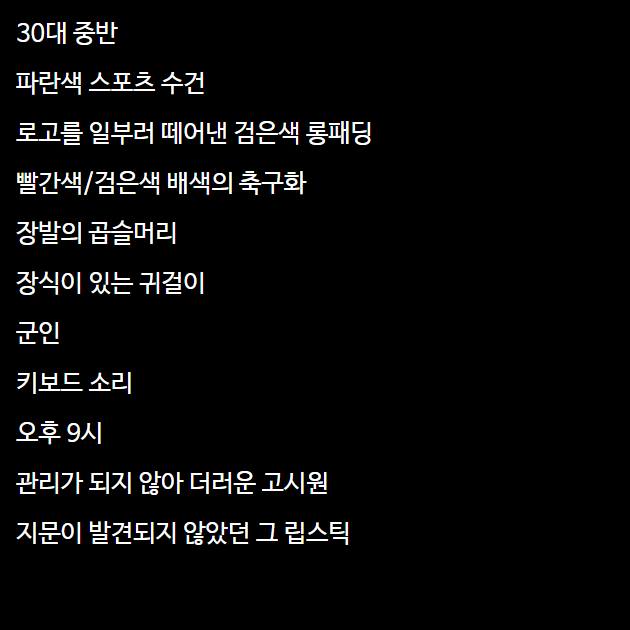 30대 중반
파란색 스포츠 수건
로고를 일부러 떼어낸 검은색 롱패딩
빨간색/검은색 배색의 축구화
장발의 곱슬머리
장식이 있는 귀걸이
군인
키보드 소리
오후 9시
관리가 되지 않아 더러운 고시원
지문이 발견되지 않았던 그 립스틱